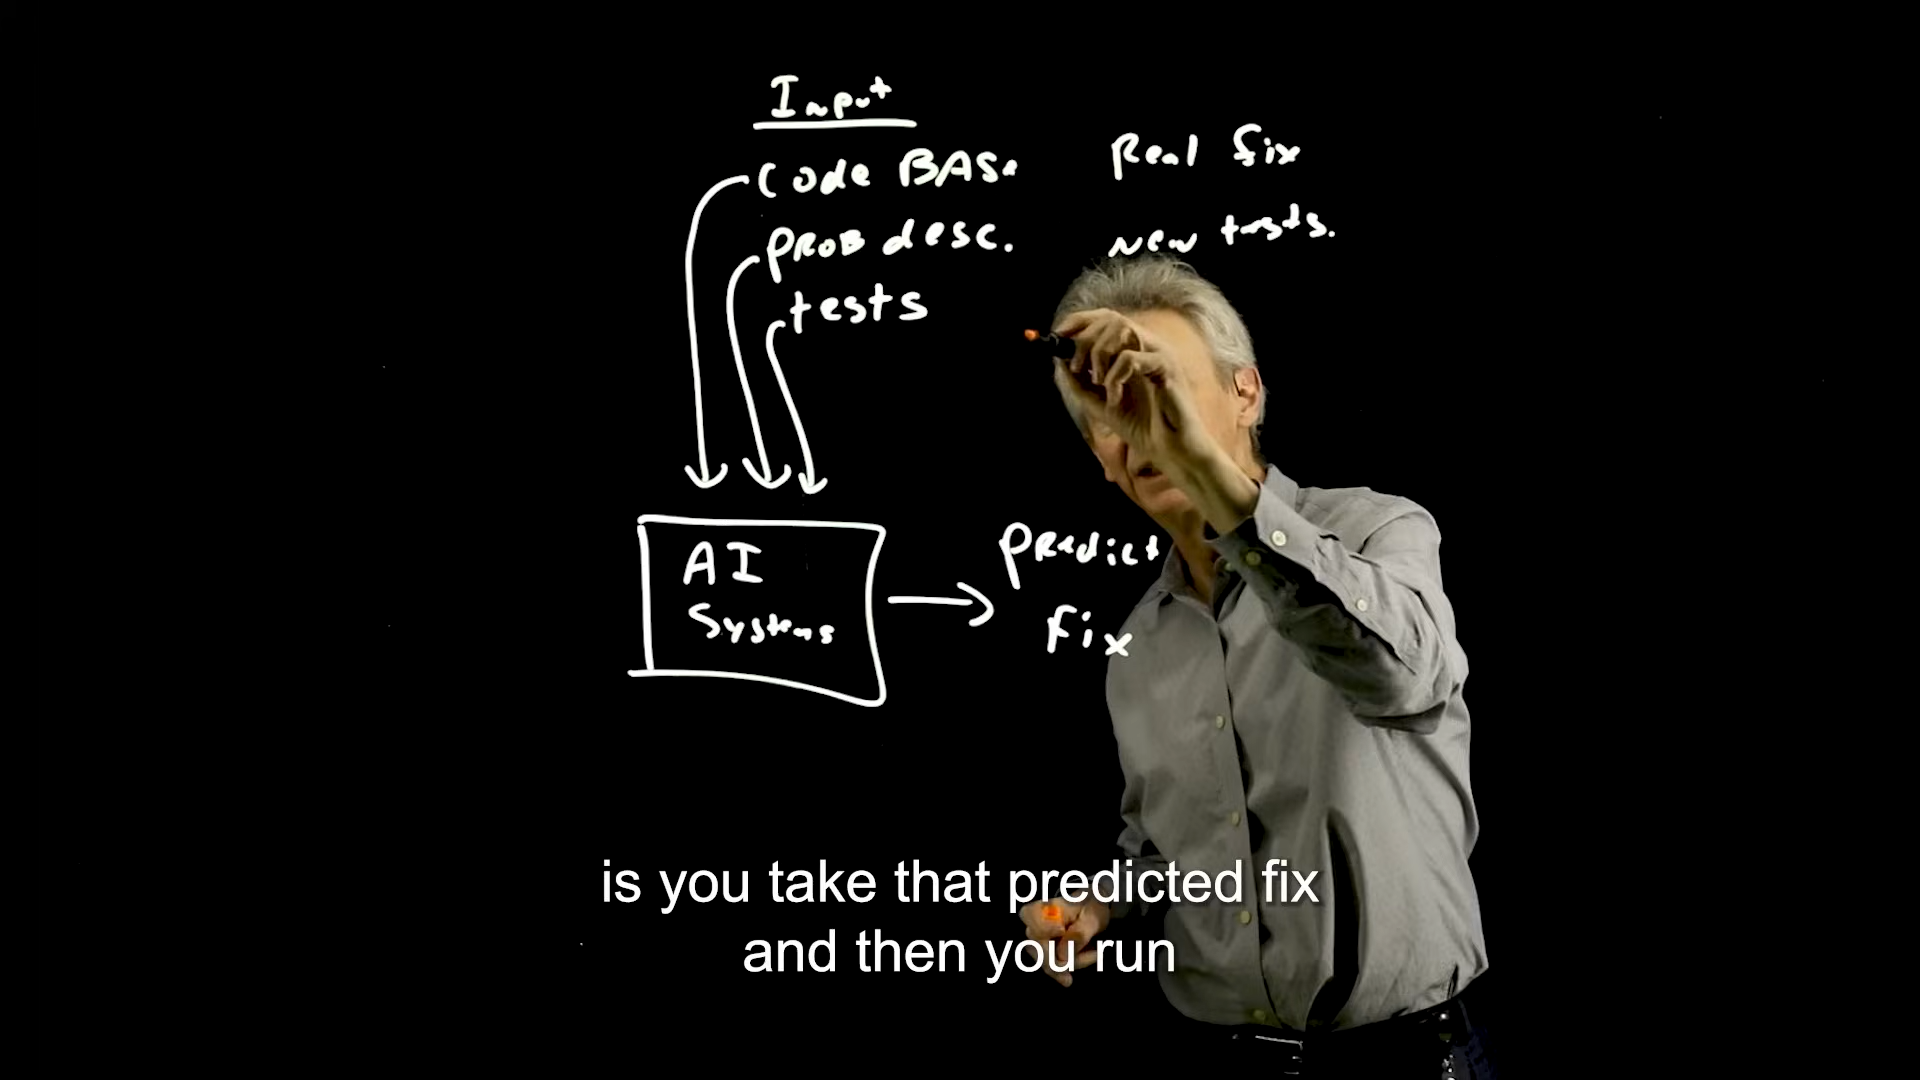 Input
Code BASe
Real fix
PROB desc.
New tests.
tests
AI
Systems
Predict
fix
is you take that predicted fix
and then you run